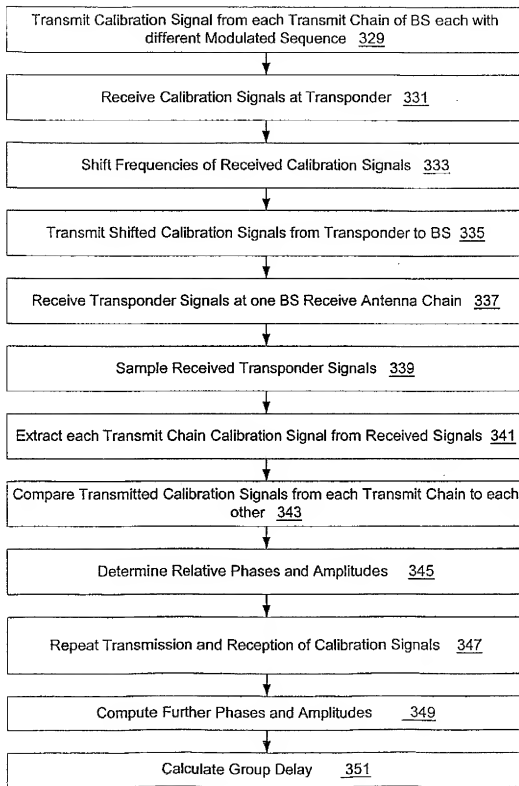 Transmit Calibration Signal from each Transmit Chain of BS each with
different Modulated Sequence 329
Receive Calibration Signals at Transponder 331
Shift Frequencies of Received Calibration Signals 333
Transmit Shifted Calibration Signals from Transponder to BS 335
Receive Transponder Signals at one BS Receive Antenna Chain 337
Sample Received Transponder Signals 339
Extract each Transmit Chain Calibration Signal from Received Signals 341
Compare Transmitted Calibration Signals from each Transmit Chain to each
other 343
Determine Relative Phases and Amplitudes 345
Repeat Transmission and Reception of Calibration Signals 347
Compute Further Phases and Amplitudes 349
Calculate Group Delay 351